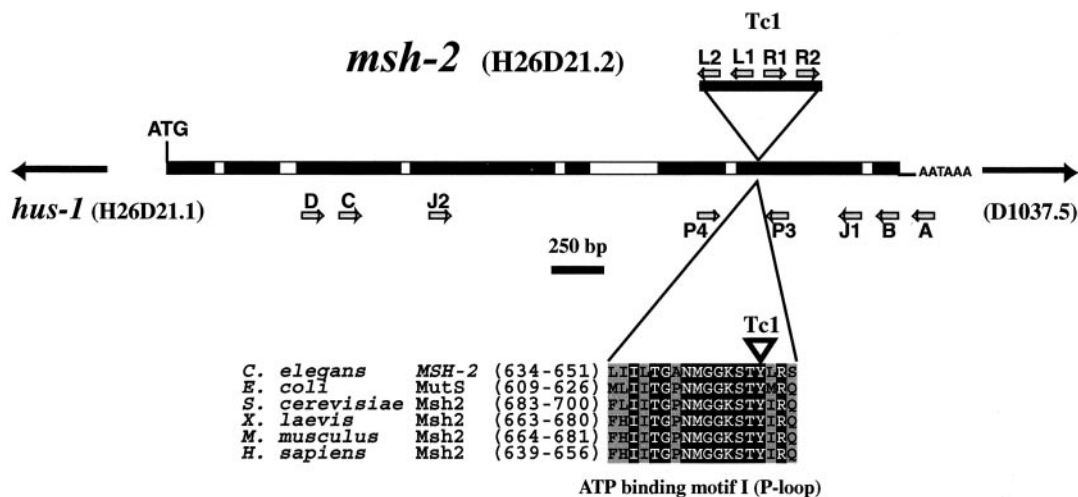 Tc1
msh-2 (H26D21.2)
L2 L1 R1 R2
ATG
AATAAA
hus-1 (H26D21.1)
(D1037.5)
D C J2
P4 P3 J1 B A
250 bp
Tc1
C. elegans MSH-2 (634-651) LIILTGANMGGKSTYLRS
E. coli MutS (609-626) MLIITGPNMGGKSTYMRQ
S. cerevisiae Msh2 (683-700) FLIITGPNMGGKSTYIRQ
X. laevis Msh2 (663-680) FHIITGPNMGGKSTYIRQ
M. musculus Msh2 (664-681) FHIITGPNMGGKSTYIRQ
H. sapiens Msh2 (639-656) FHIITGPNMGGKSTYIRQ
ATP binding motif I (P-loop)